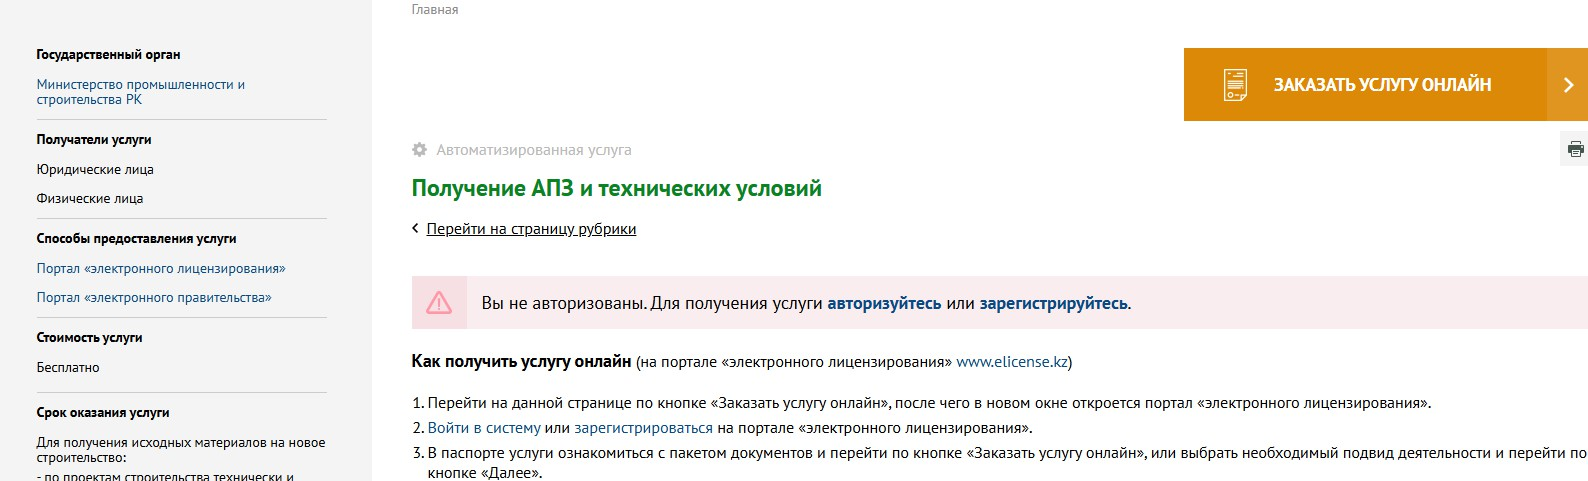 Главная
Государственный орган
Министерство промышленности и
строительства РК
Получатели услуги
Юридические лица
Физические лица
Способы предоставления услуги
Портал «электронного лицензирования»
Портал «электронного правительства»
Стоимость услуги
Бесплатно
Срок оказания услуги
Для получения исходных материалов на новое
строительство:
- по проектам строительства технически и
ЗАКАЗАТЬ УСЛУГУ ОНЛАЙН
Автоматизированная услуга
Получение АПЗ и технических условий
Перейти на страницу рубрики
Вы не авторизованы. Для получения услуги авторизуйтесь или зарегистрируйтесь.
Как получить услугу онлайн (на портале «электронного лицензирования» www.elicense.kz)
1. Перейти на данной странице по кнопке «Заказать услугу онлайн», после чего в новом окне откроется портал «электронного лицензирования».
2. Войти в систему или зарегистрироваться на портале «электронного лицензирования».
3. В паспорте услуги ознакомиться с пакетом документов и перейти по кнопке «Заказать услугу онлайн», или выбрать необходимый подвид деятельности и перейти по
кнопке «Далее».